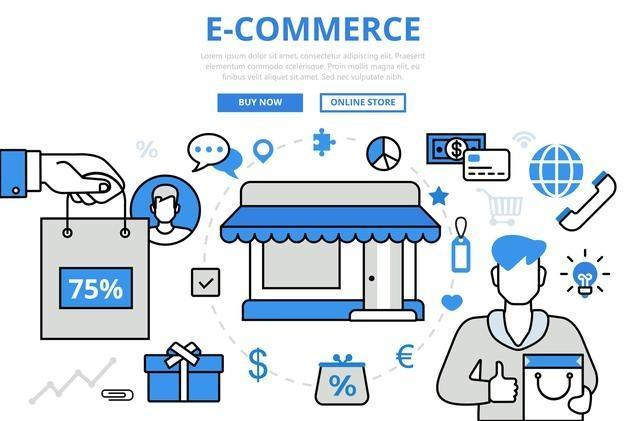 E-COMMERCE
Lorem ipsum dolor sit amet, consectetur adipiscing elit. Praesent
elementum commodo scelerisque. Proin mollis magna elit, eu
finibus velit aliquet sit amet. Sed nec vulputate nibh.
BUY NOW
ONLINE STORE
%
$
75%
$
%
€